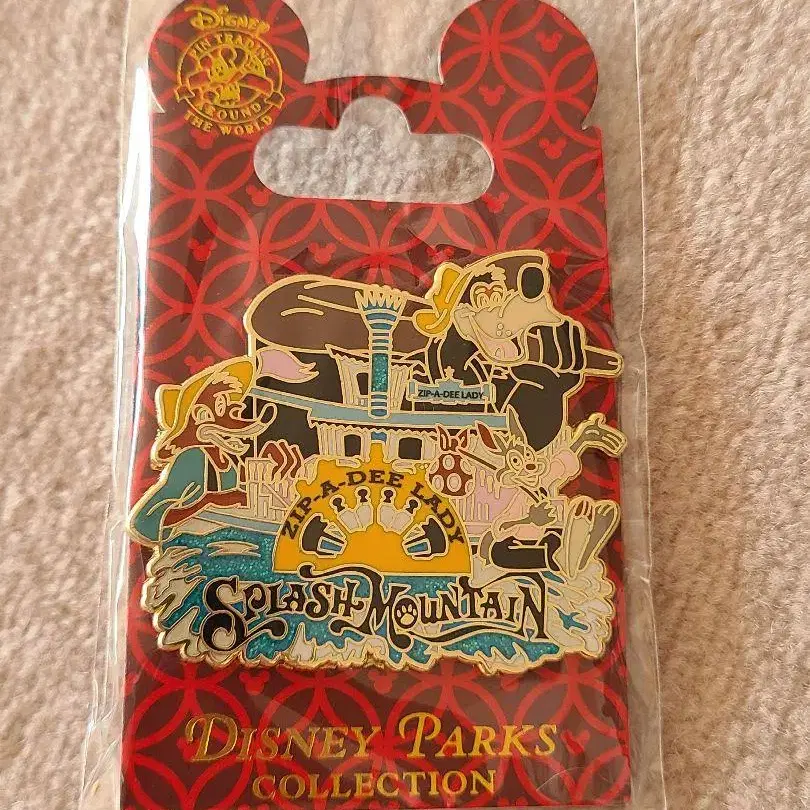 DISNEY
PIN TRADING
AROUND
THE WORLD
ZIP-A-DEE LADY
ZIP-A-DEE LADY
SPLASH MOUNTAIN
DISNEY PARKS
COLLECTION